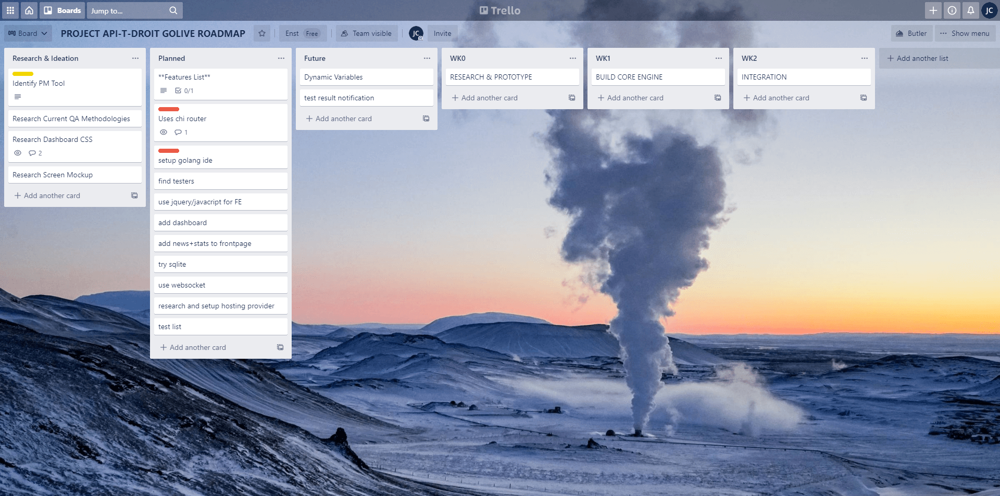 Boards
Jump to...
Trello
JC
Board
PROJECT API-T-DROIT GOLIVE ROADMAP
Enst Free
Team visible
JC
Invite
Butler
... Show menu
Research & Ideation
Identify PM Tool
Research Current QA Methodologies
Research Dashboard CSS
2
Research Screen Mockup
+ Add another card
Planned
**Features List**
0/1
Uses chi router
1
setup golang ide
find testers
use jquery/javacript for FE
add dashboard
add news+stats to frontpage
try sqlite
use websocket
research and setup hosting provider
test list
+ Add another card
Future
Dynamic Variables
test result notification
+ Add another card
WK0
RESEARCH & PROTOTYPE
+ Add another card
WK1
BUILD CORE ENGINE
+ Add another card
WK2
INTEGRATION
+ Add another card
+ Add another list